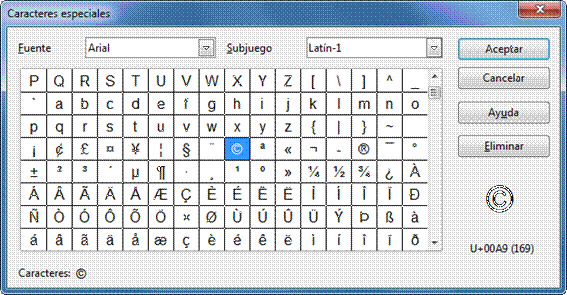 Caracteres especiales
Fuente Arial Subjuego Latín-1 Aceptar
Cancelar
Ayuda
Eliminar
P Q R S T U V W X Y Z [ \ ] ^ _
` a b c d e f g h i j k l m n o
p q r s t u v w x y z { | } ~
¡ ¢ £ ¤ ¥ ¦ § ¨ © ª « ¬ - ® ¯ °
± ² ³ ´ µ ¶ · ¸ ¹ º » ¼ ½ ¾ ¿ À
Á Â Ã Ä Å Æ Ç È É Ê Ë Ì Í Î Ï Ð
Ñ Ò Ó Ô Õ Ö × Ø Ù Ú Û Ü Ý Þ ß à
á â ã ä å æ ç è é ê ë ì í î ï ð
©
U+00A9 (169)
Caracteres: ©